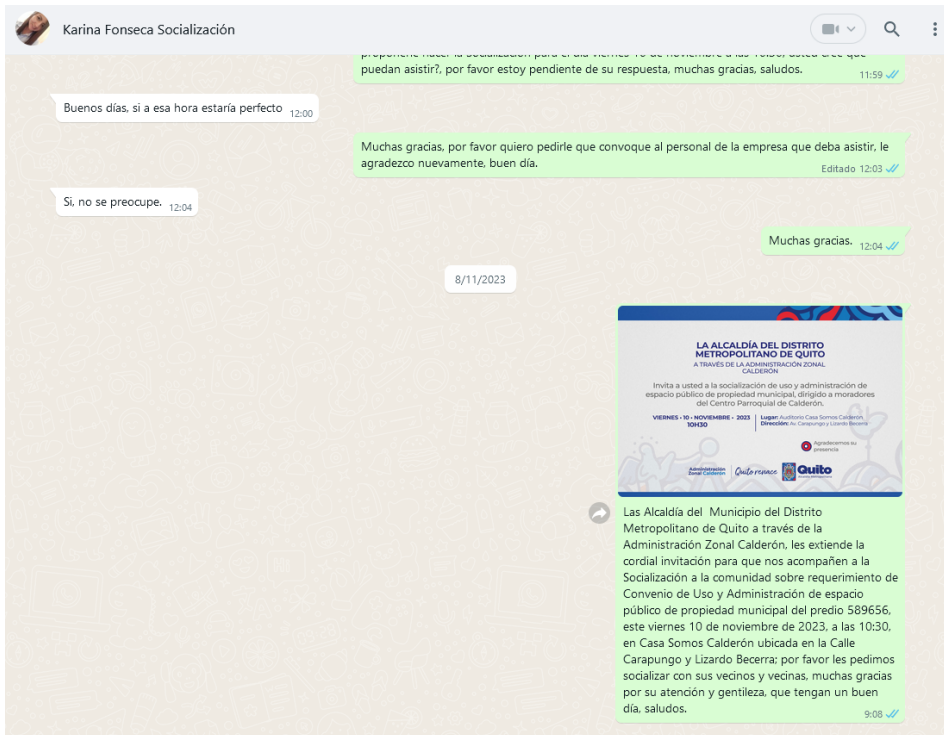 Karina Fonseca Socialización
puedan asistir?, por favor estoy pendiente de su respuesta, muchas gracias, saludos.
11:59
Buenos días, si a esa hora estaría perfecto
12:00
Muchas gracias, por favor quiero pedirle que convoque al personal de la empresa que deba asistir, le
agradezco nuevamente, buen día.
Editado 12:03
Si, no se preocupe.
12:04
Muchas gracias.
12:04
8/11/2023
LA ALCALDÍA DEL DISTRITO
METROPOLITANO DE QUITO
A TRAVÉS DE LA ADMINISTRACIÓN ZONAL
CALDERÓN
Invita a usted a la socialización de uso y administración de
espacio público de propiedad municipal, dirigido a moradores
del Centro Parroquial de Calderón.
VIERNES • 10 • NOVIEMBRE • 2023
10H30
Lugar: Auditorio Casa Somos Calderón
Dirección: Av. Carapungo y Lizardo Becerra
Agradecemos su
presencia
Administración
Zonal Calderón
Quito renace
Quito
Las Alcaldía del  Municipio del Distrito
Metropolitano de Quito a través de la
Administración Zonal Calderón, les extiende la
cordial invitación para que nos acompañen a la
Socialización a la comunidad sobre requerimiento de
Convenio de Uso y Administración de espacio
público de propiedad municipal del predio 589656,
este viernes 10 de noviembre de 2023, a las 10:30,
en Casa Somos Calderón ubicada en la Calle
Carapungo y Lizardo Becerra; por favor les pedimos
socializar con sus vecinos y vecinas, muchas gracias
por su atención y gentileza, que tengan un buen
día, saludos.
9:08